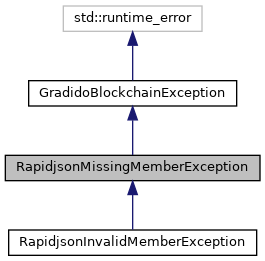 std::runtime_error
GradidoBlockchainException
RapidjsonMissingMemberException
RapidjsonInvalidMemberException